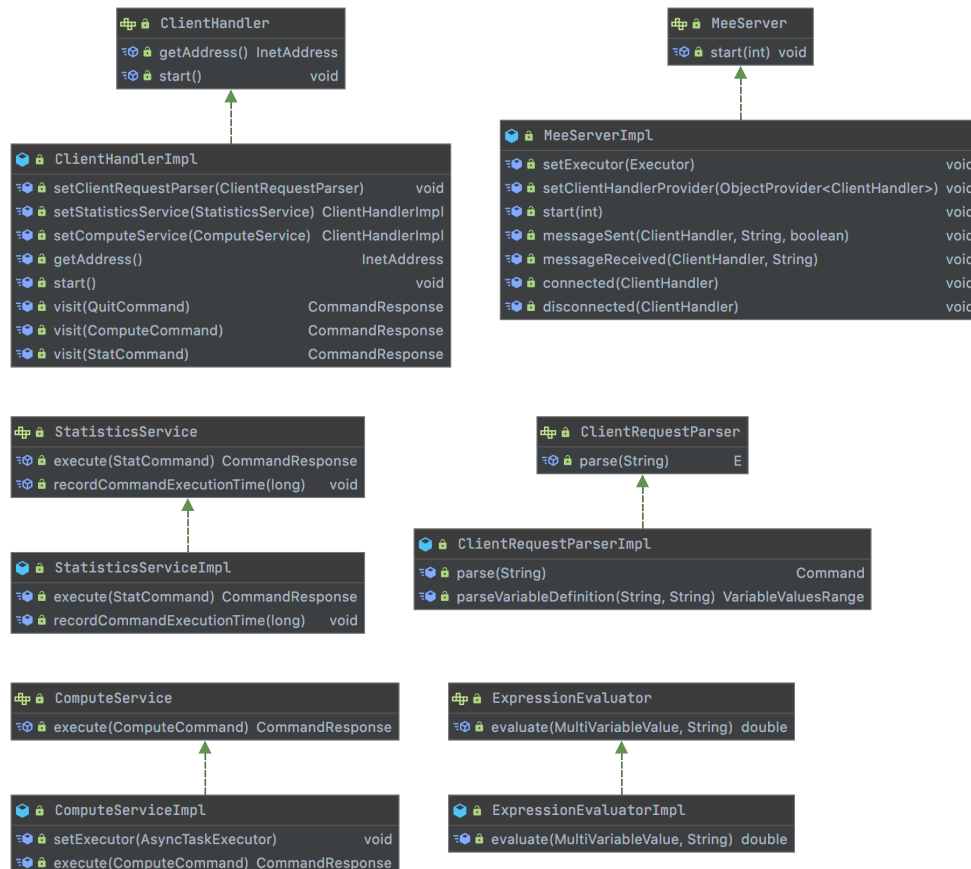 ClientHandler
getAddress() InetAddress
start() void
MeeServer
start(int) void
ClientHandlerImpl
setClientRequestParser(ClientRequestParser) void
setStatisticsService(StatisticsService) ClientHandlerImpl
setComputeService(ComputeService) ClientHandlerImpl
getAddress() InetAddress
start() void
visit(QuitCommand) CommandResponse
visit(ComputeCommand) CommandResponse
visit(StatCommand) CommandResponse
MeeServerImpl
setExecutor(Executor) void
setClientHandlerProvider(ObjectProvider<ClientHandler>) void
start(int) void
messageSent(ClientHandler, String, boolean) void
messageReceived(ClientHandler, String) void
connected(ClientHandler) void
disconnected(ClientHandler) void
StatisticsService
execute(StatCommand) CommandResponse
recordCommandExecutionTime(long) void
ClientRequestParser
parse(String) E
StatisticsServiceImpl
execute(StatCommand) CommandResponse
recordCommandExecutionTime(long) void
ClientRequestParserImpl
parse(String) Command
parseVariableDefinition(String, String) VariableValuesRange
ComputeService
execute(ComputeCommand) CommandResponse
ExpressionEvaluator
evaluate(MultiVariableValue, String) double
ComputeServiceImpl
setExecutor(AsyncTaskExecutor) void
execute(ComputeCommand) CommandResponse
ExpressionEvaluatorImpl
evaluate(MultiVariableValue, String) double